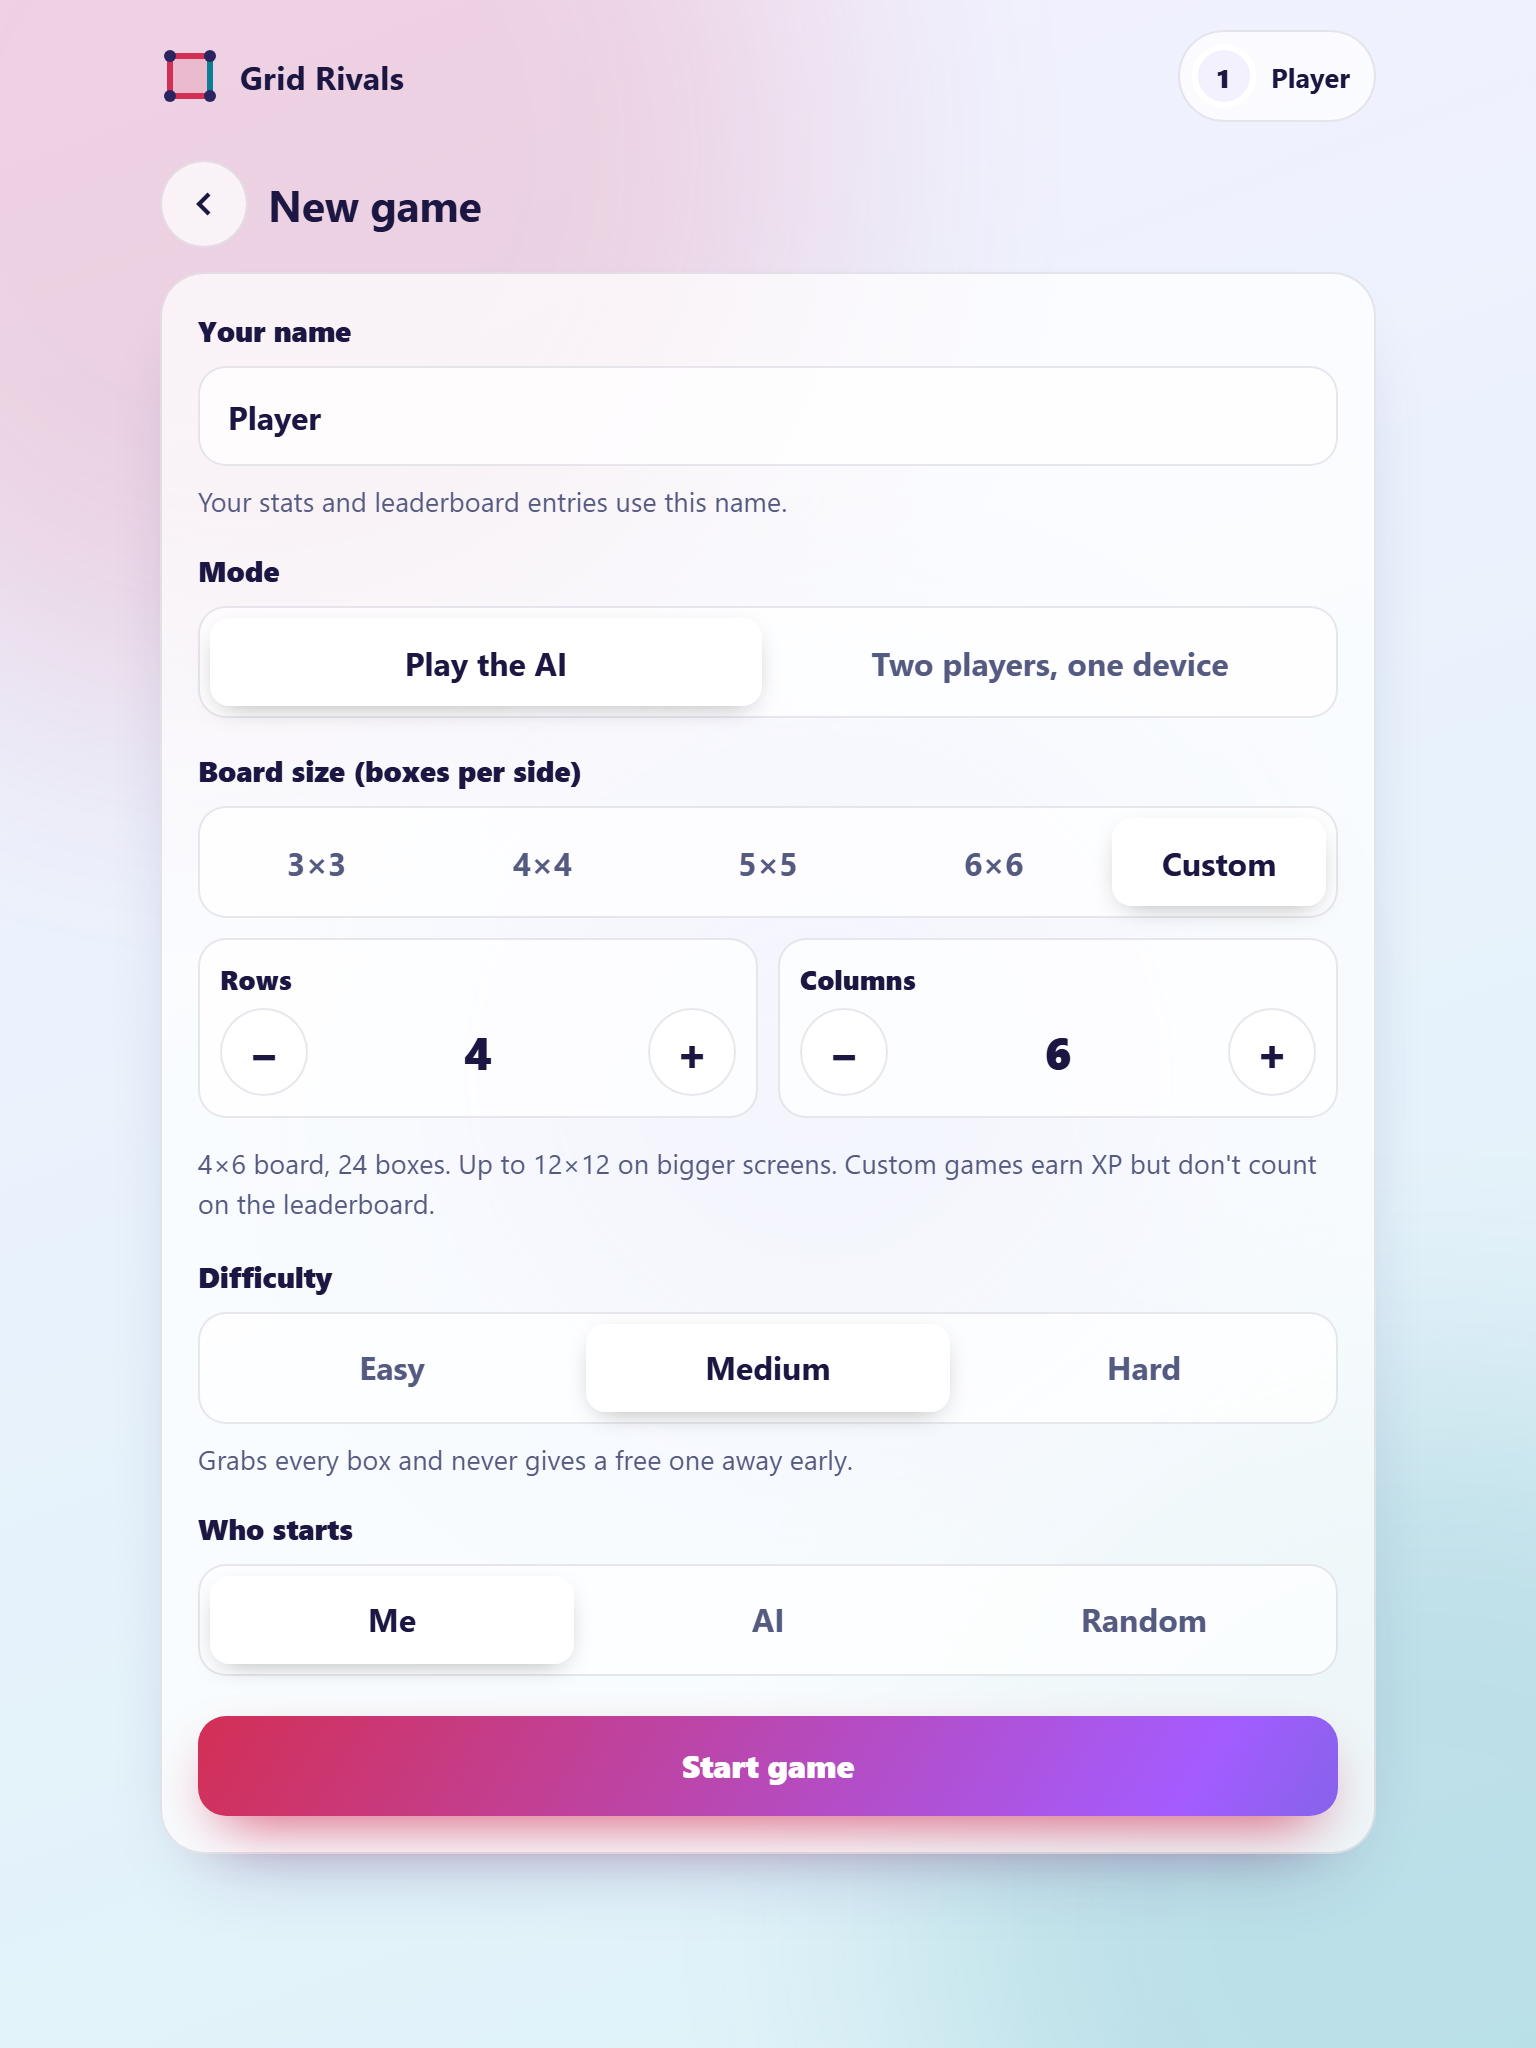 Grid Rivals
1 Player
New game
Your name
Player
Your stats and leaderboard entries use this name.
Mode
Play the AI
Two players, one device
Board size (boxes per side)
3×3 4×4 5×5 6×6 Custom
Rows
− 4 +
Columns
− 6 +
4×6 board, 24 boxes. Up to 12×12 on bigger screens. Custom games earn XP but don't count
on the leaderboard.
Difficulty
Easy Medium Hard
Grabs every box and never gives a free one away early.
Who starts
Me AI Random
Start game